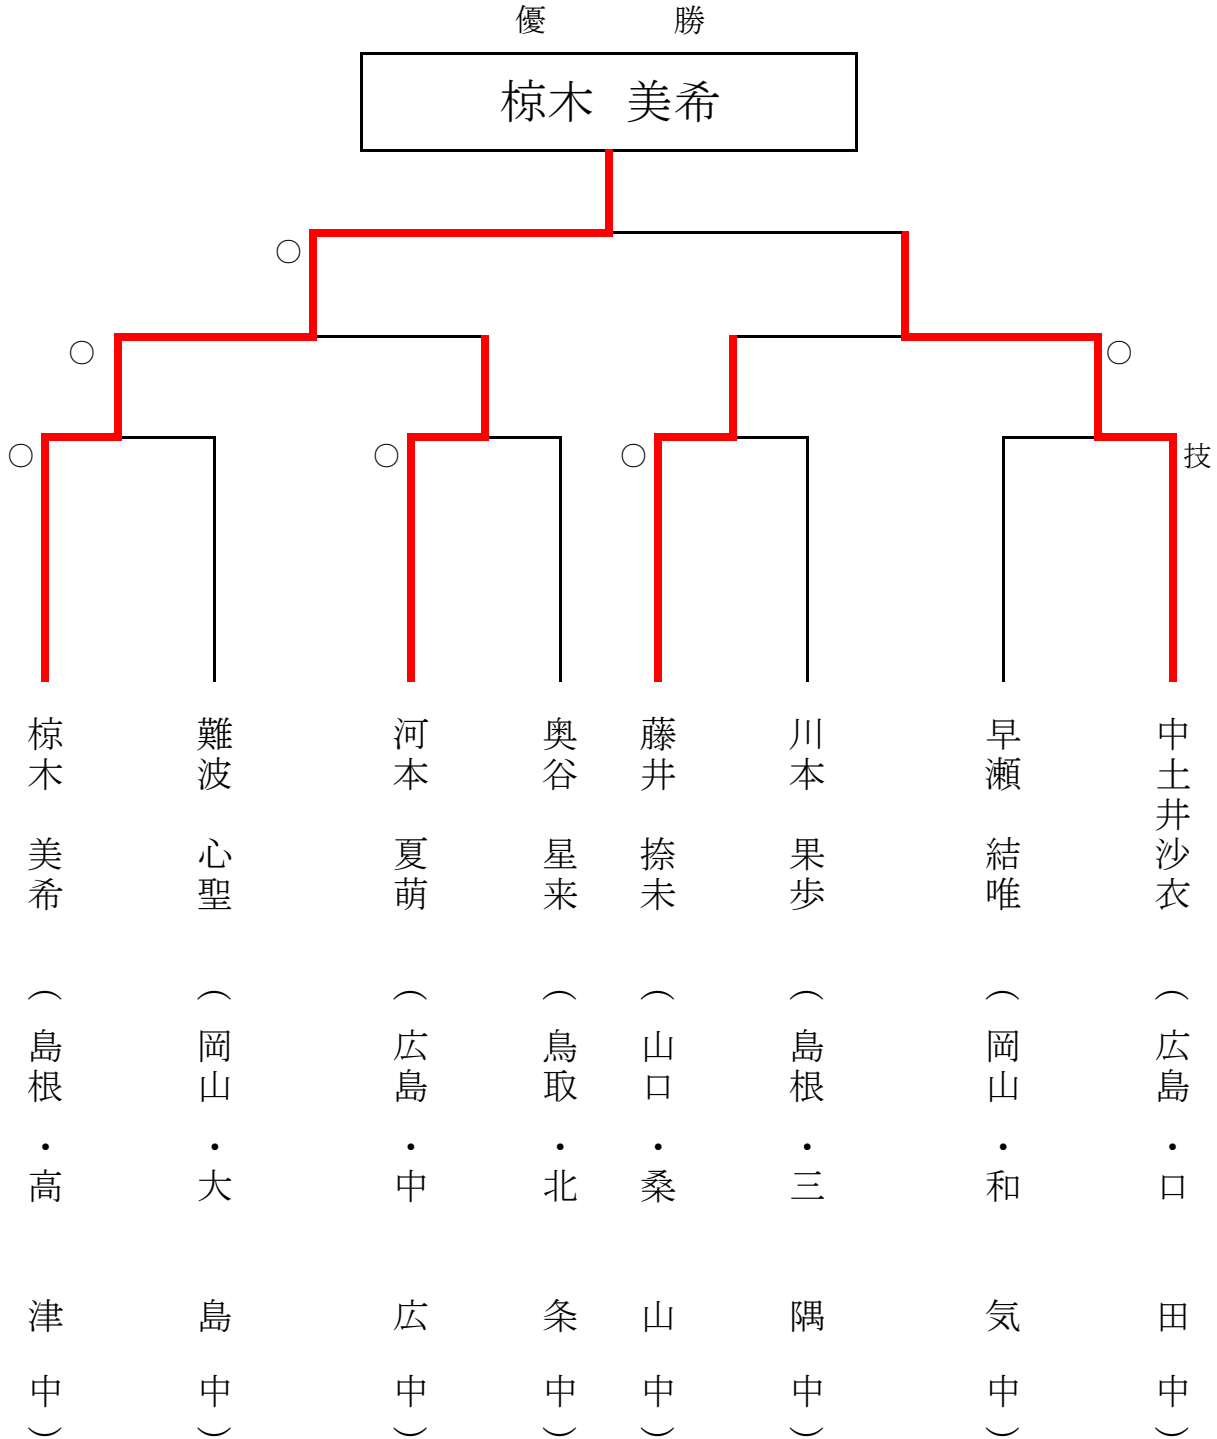 優　勝
椋木　美希
〇
〇
〇
〇
〇
〇
技
椋木　美希（島根・高津中）
難波　心聖（岡山・大島中）
河本　夏萌（広島・中広中）
奥谷　星来（鳥取・北条中）
藤井　捺未（山口・桑山中）
川本　果歩（島根・三隅中）
早瀬　結唯（岡山・和気中）
中土井沙衣（広島・口田中）